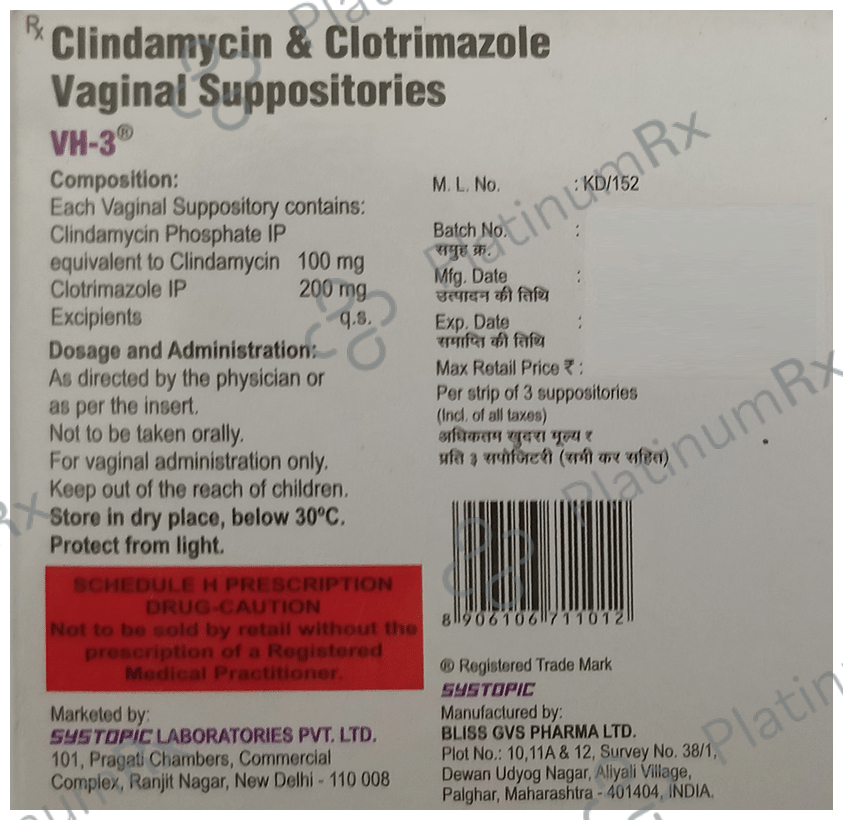 Rx Clindamycin & Clotrimazole
Vaginal Suppositories
VH-3®
Composition:
Each Vaginal Suppository contains:
Clindamycin Phosphate IP
equivalent to Clindamycin 100 mg
Clotrimazole IP 200 mg
Excipients q.s.
Dosage and Administration:
As directed by the physician or
as per the insert.
Not to be taken orally.
For vaginal administration only.
Keep out of the reach of children.
Store in dry place, below 30ºC.
Protect from light.
SCHEDULE H PRESCRIPTION
DRUG-CAUTION
Not to be sold by retail without the
prescription of a Registered
Medical Practitioner.
Marketed by:
SYSTOPIC LABORATORIES PVT. LTD.
101, Pragati Chambers, Commercial
Complex, Ranjit Nagar, New Delhi - 110 008
M. L. No. : KD/152
Batch No. :
समुह क्र.
Mfg. Date :
उत्पादन की तिथि
Exp. Date :
समाप्ति की तिथि
Max Retail Price ₹ :
Per strip of 3 suppositories
(Incl. of all taxes)
अधिकतम खुदरा मूल्य र
प्रति ३ सपोजिटरी (सभी कर सहित)
8 906106 711012
® Registered Trade Mark
SYSTOPIC
Manufactured by:
BLISS GVS PHARMA LTD.
Plot No.: 10,11A & 12, Survey No. 38/1,
Dewan Udyog Nagar, Aliyali Village,
Palghar, Maharashtra - 401404, INDIA.
PlatinumRx
PlatinumRx